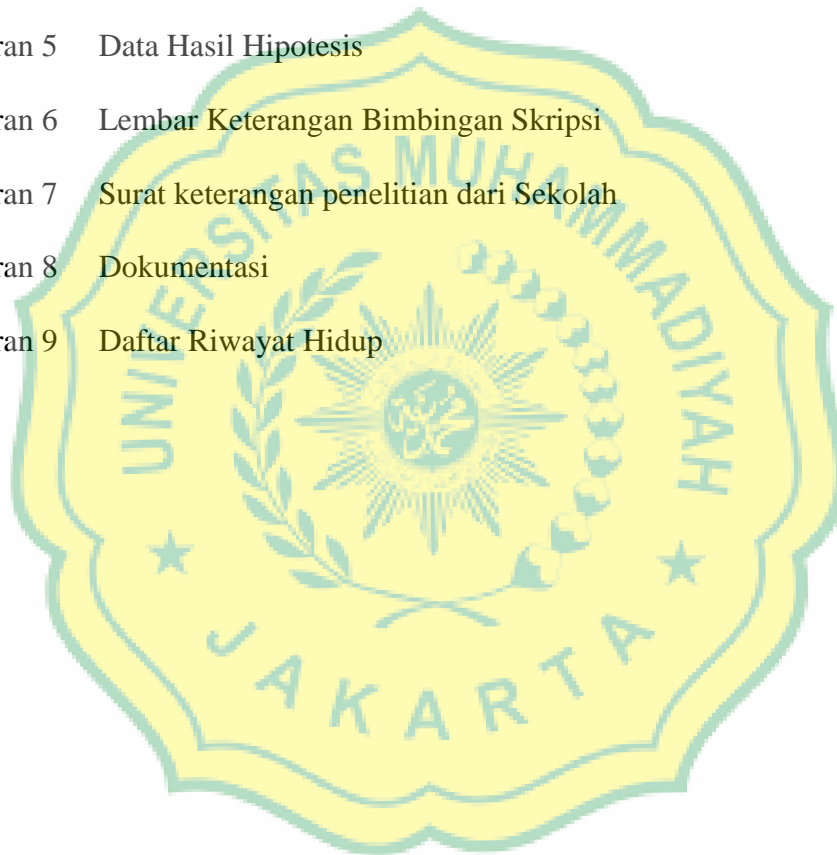 ran 5 Data Hasil Hipotesis
ran 6 Lembar Keterangan Bimbingan Skripsi
ran 7 Surat keterangan penelitian dari Sekolah
ran 8 Dokumentasi
ran 9 Daftar Riwayat Hidup
UNIVERSITAS MUHAMMADIYAH
JAKARTA